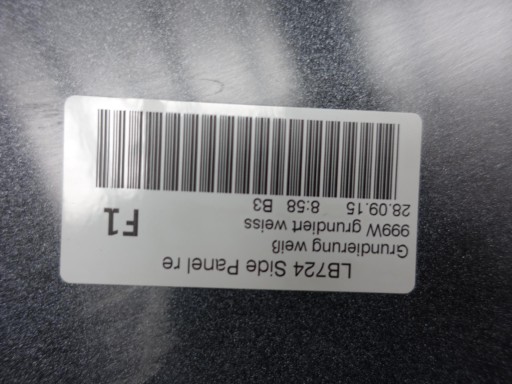 LB724 Side Panel re
Grundierung weiß
999W grundiert weiss
28.09.15 8:58 B3
F1